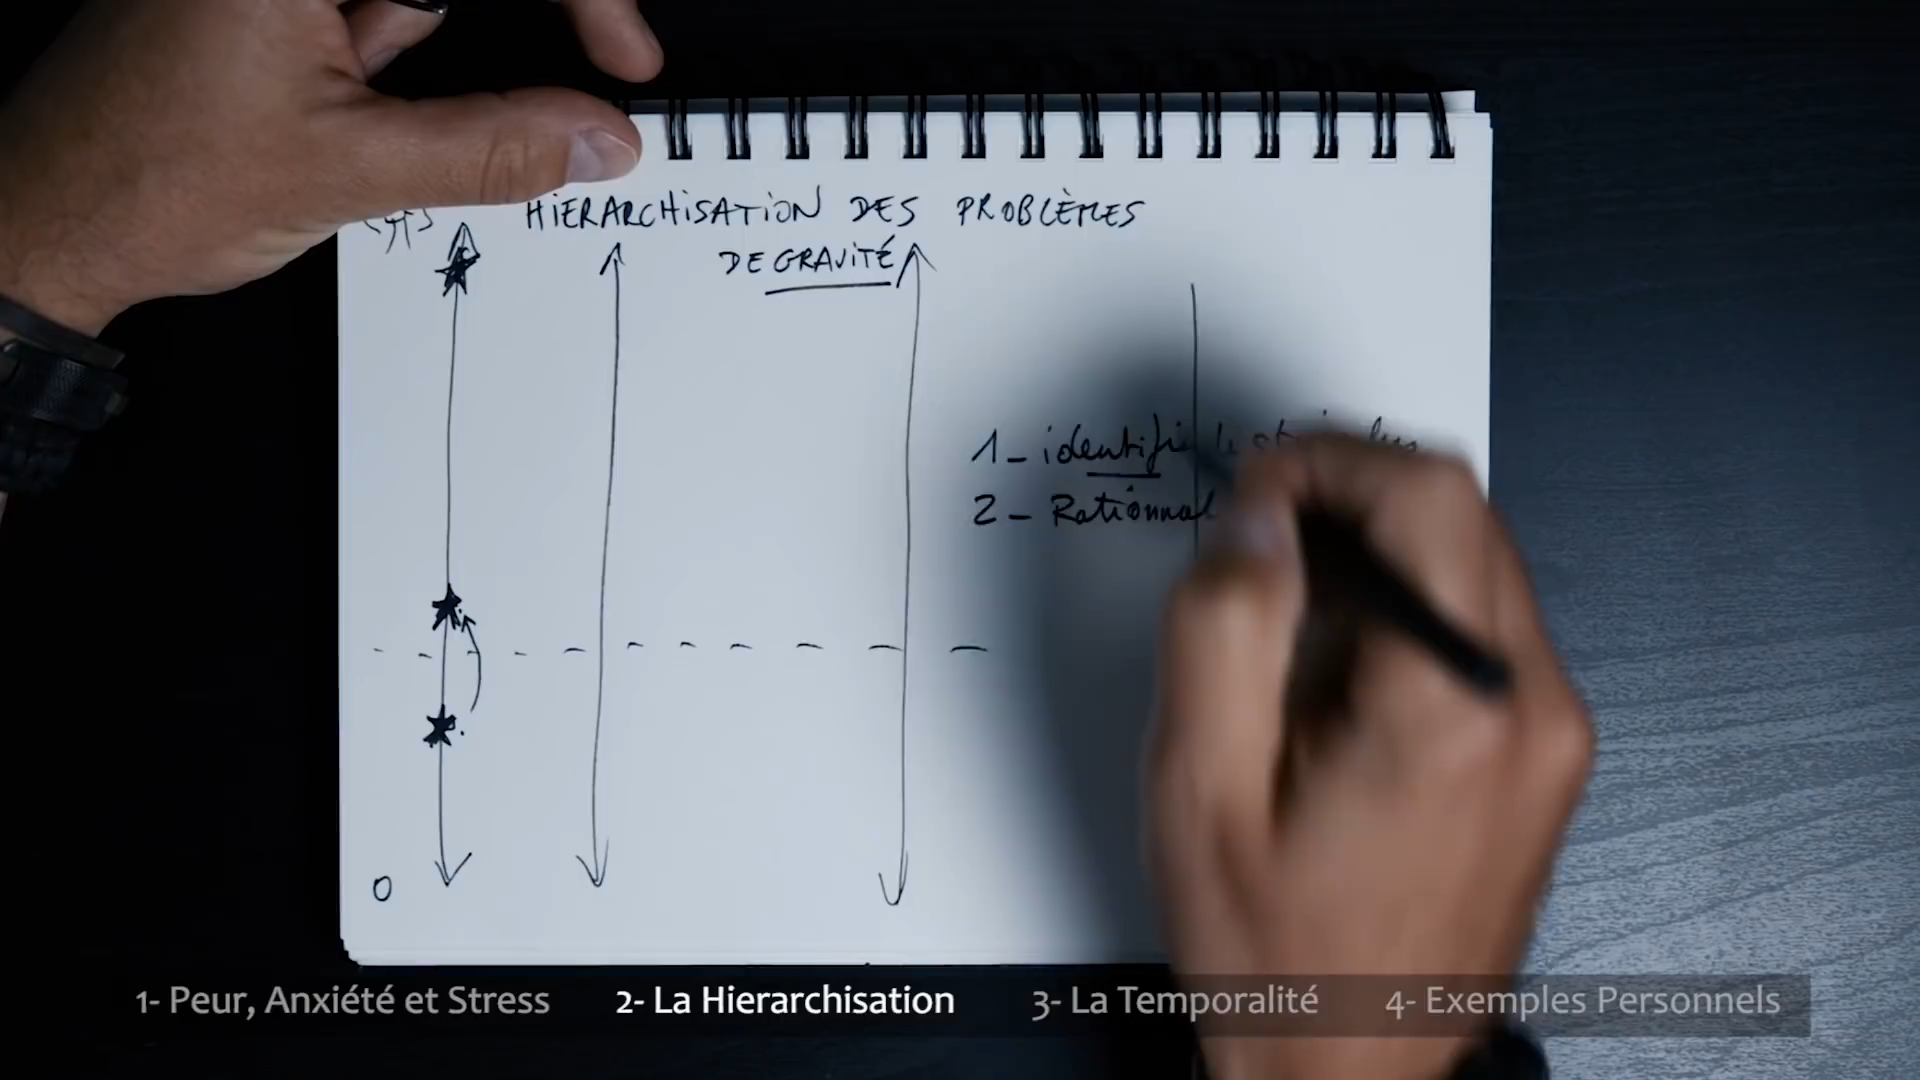 HiERARCHiSATiON DES PROBLÈMES
DE GRAViTÉ
1 - identifie
2 - Rationnal
0
1- Peur, Anxiété et Stress
2- La Hierarchisation
3- La Temporalité
4- Exemples Personnels